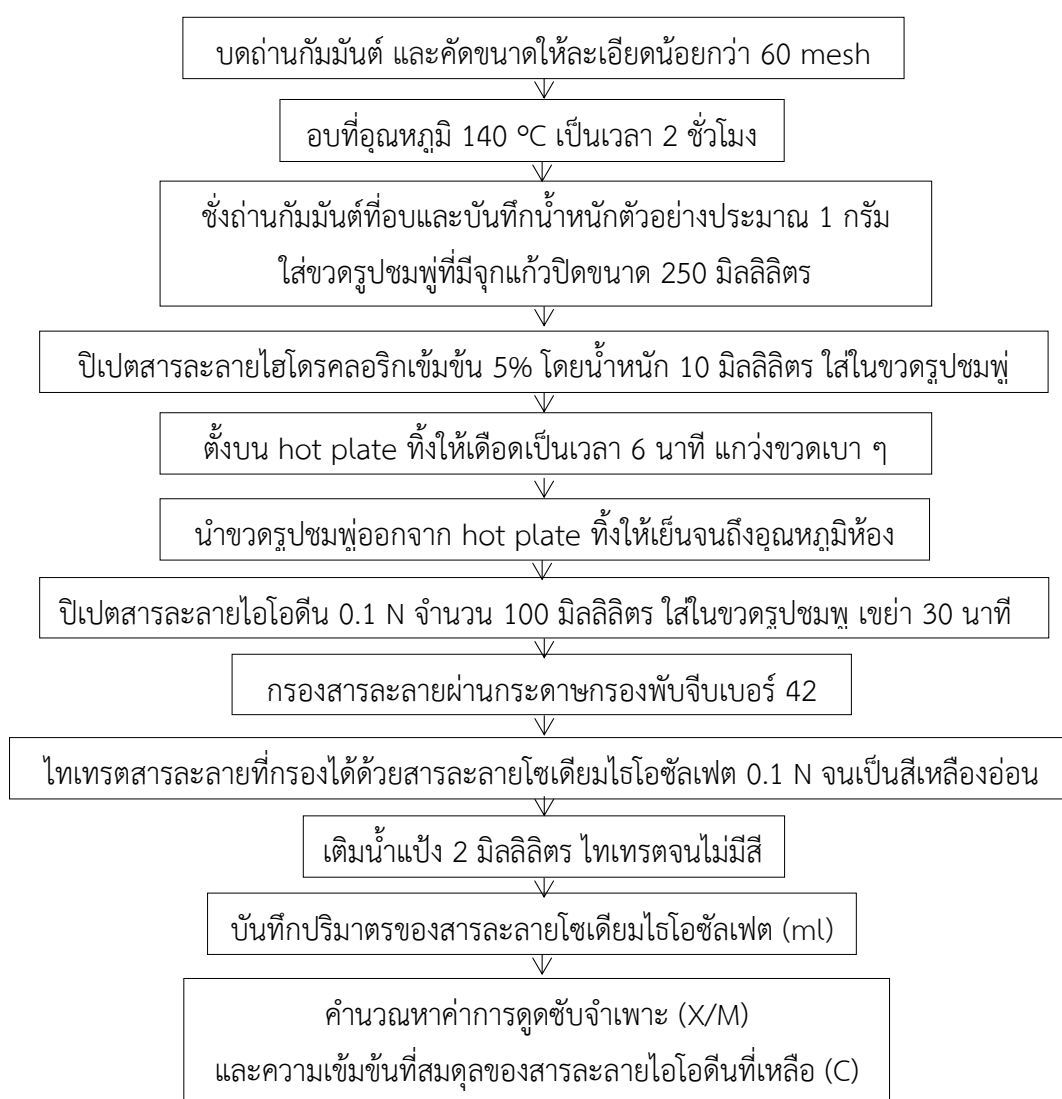 บดถ่านกัมมันต์ และคัดขนาดให้ละเอียดน้อยกว่า 60 mesh
อบที่อุณหภูมิ 140 °C เป็นเวลา 2 ชั่วโมง
ชั่งถ่านกัมมันต์ที่อบและบันทึกน้ำหนักตัวอย่างประมาณ 1 กรัม
ใส่ขวดรูปชมพู่ที่มีจุกแก้วปิดขนาด 250 มิลลิลิตร
ปิเปตสารละลายไฮโดรคลอริกเข้มข้น 5% โดยน้ำหนัก 10 มิลลิลิตร ใส่ในขวดรูปชมพู่
ตั้งบน hot plate ทิ้งให้เดือดเป็นเวลา 6 นาที แกว่งขวดเบา ๆ
นำขวดรูปชมพู่ออกจาก hot plate ทิ้งให้เย็นจนถึงอุณหภูมิห้อง
ปิเปตสารละลายไอโอดีน 0.1 N จำนวน 100 มิลลิลิตร ใส่ในขวดรูปชมพู เขย่า 30 นาที
กรองสารละลายผ่านกระดาษกรองพับจีบเบอร์ 42
ไทเทรตสารละลายที่กรองได้ด้วยสารละลายโซเดียมไธโอซัลเฟต 0.1 N จนเป็นสีเหลืองอ่อน
เติมน้ำแป้ง 2 มิลลิลิตร ไทเทรตจนไม่มีสี
บันทึกปริมาตรของสารละลายโซเดียมไธโอซัลเฟต (ml)
คำนวณหาค่าการดูดซับจำเพาะ (X/M)
และความเข้มข้นที่สมดุลของสารละลายไอโอดีนที่เหลือ (C)